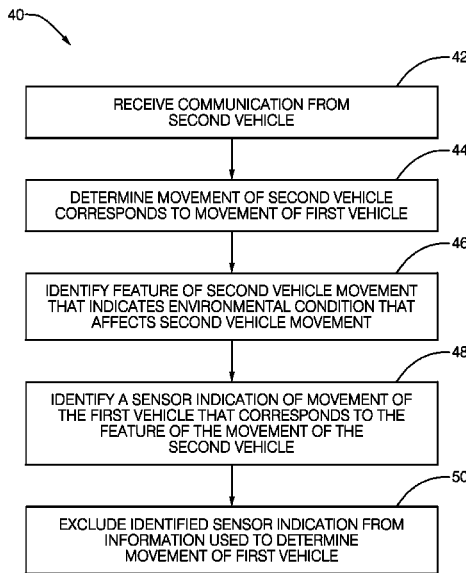 40
42
RECEIVE COMMUNICATION FROM
SECOND VEHICLE
44
DETERMINE MOVEMENT OF SECOND VEHICLE
CORRESPONDS TO MOVEMENT OF FIRST VEHICLE
46
IDENTIFY FEATURE OF SECOND VEHICLE MOVEMENT
THAT INDICATES ENVIRONMENTAL CONDITION THAT
AFFECTS SECOND VEHICLE MOVEMENT
48
IDENTIFY A SENSOR INDICATION OF MOVEMENT OF
THE FIRST VEHICLE THAT CORRESPONDS TO THE
FEATURE OF THE MOVEMENT OF THE
SECOND VEHICLE
50
EXCLUDE IDENTIFIED SENSOR INDICATION FROM
INFORMATION USED TO DETERMINE
MOVEMENT OF FIRST VEHICLE